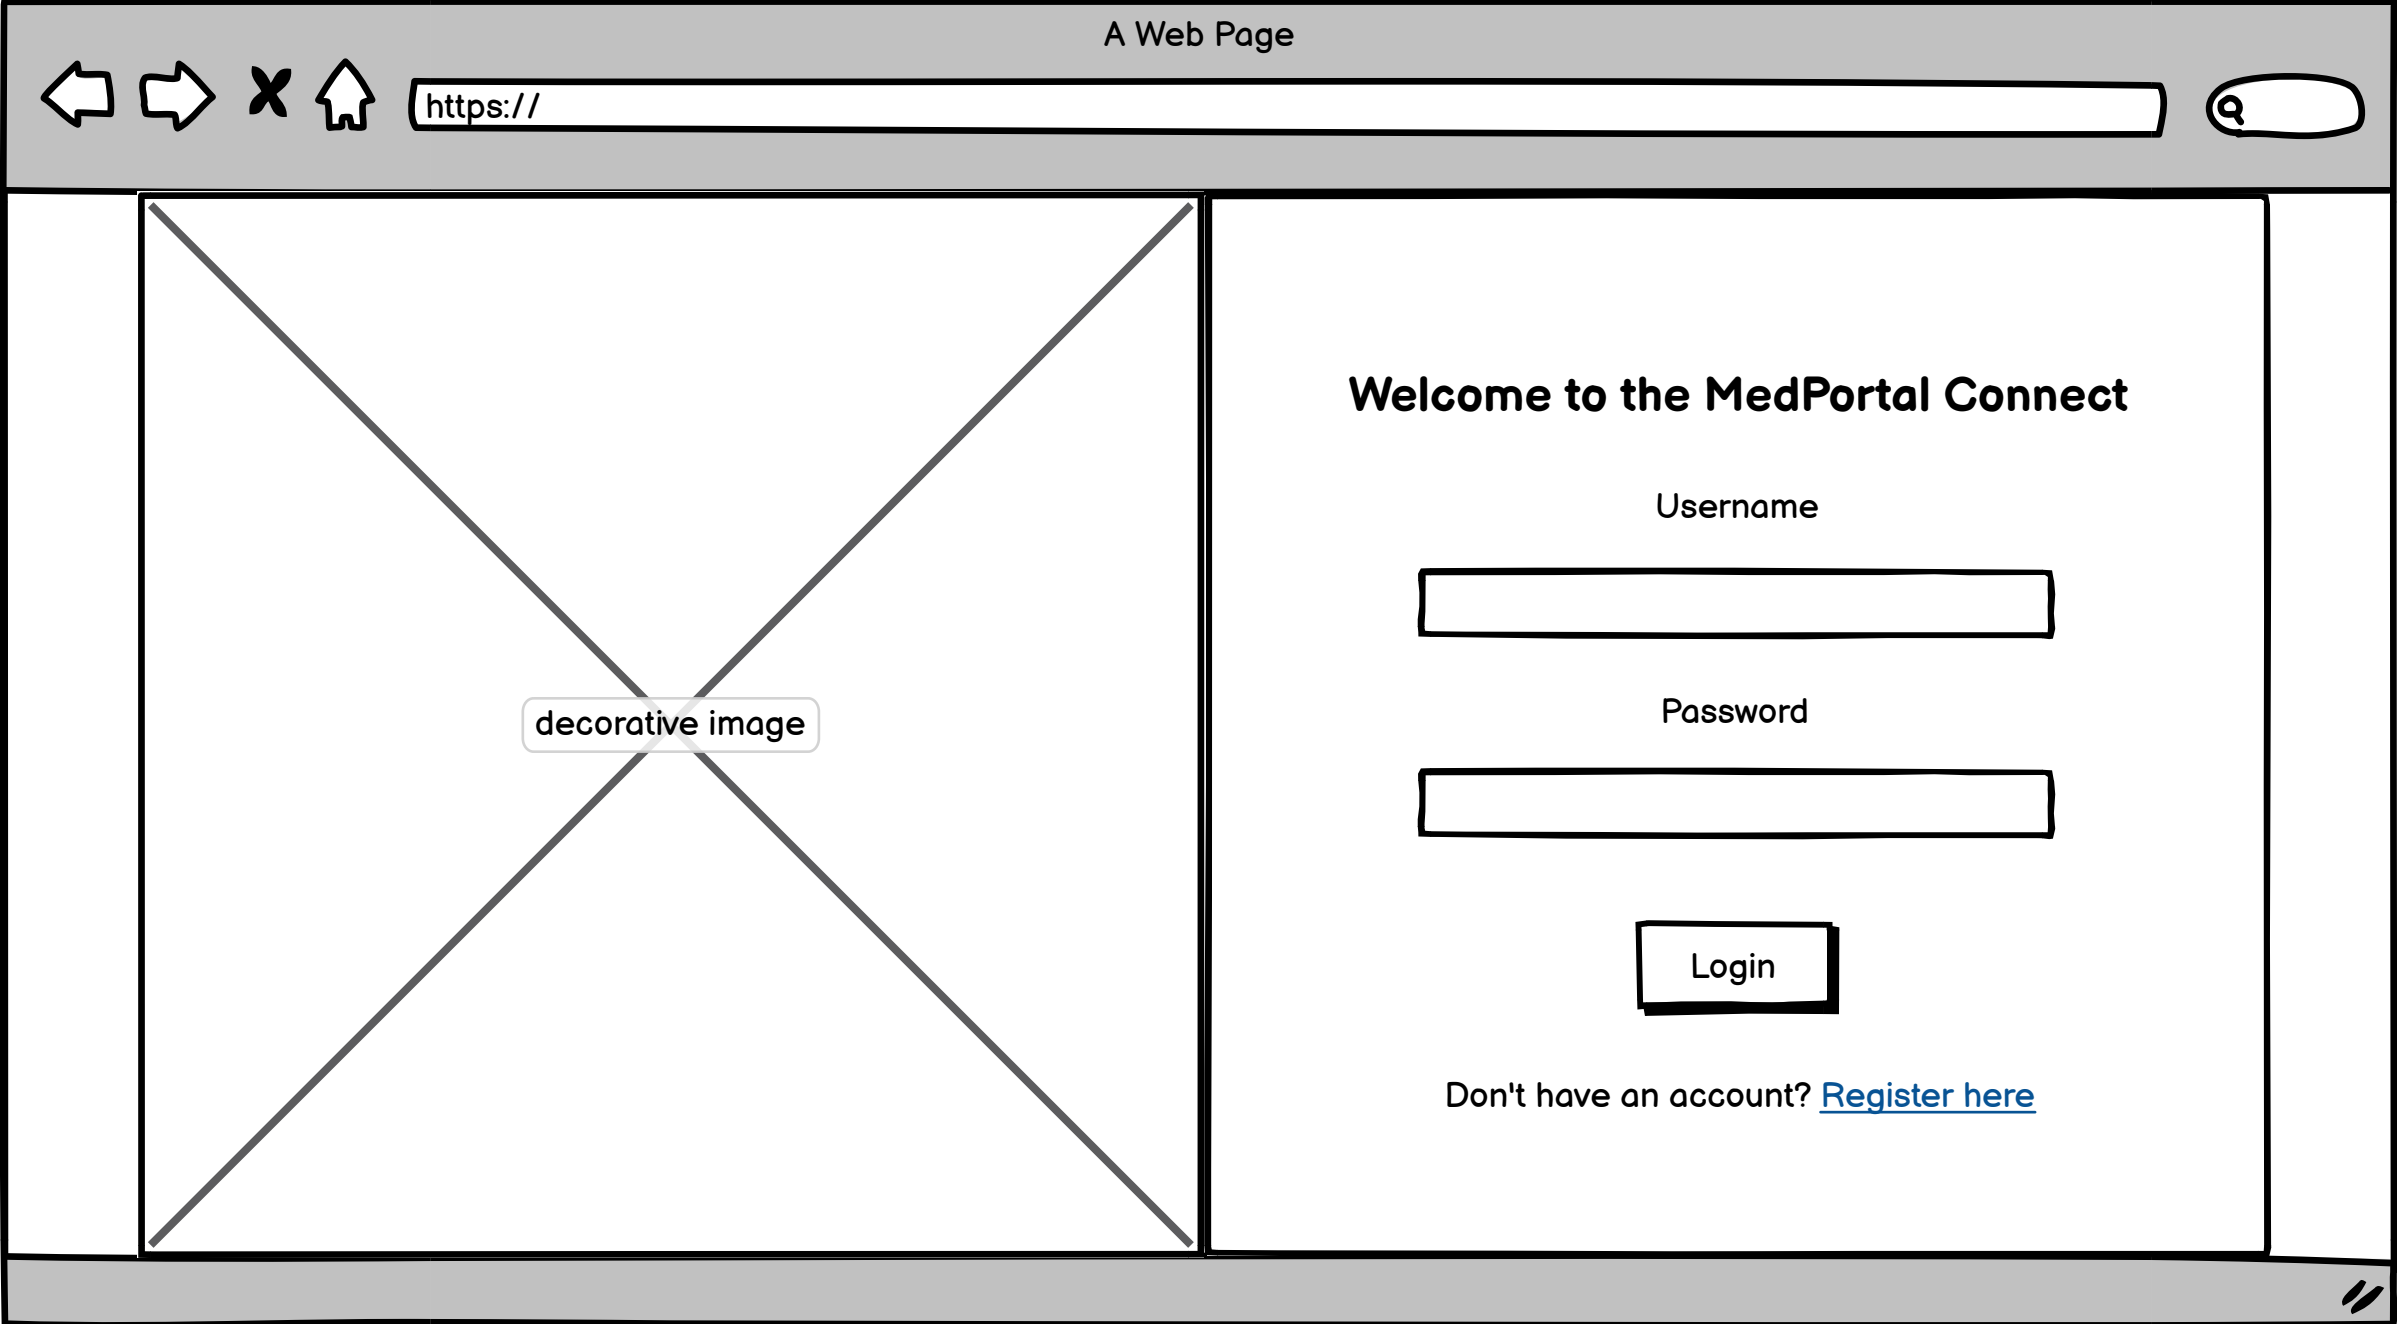 A Web Page
https://
decorative image
Welcome to the MedPortal Connect
Username
Password
Login
Don't have an account? Register here